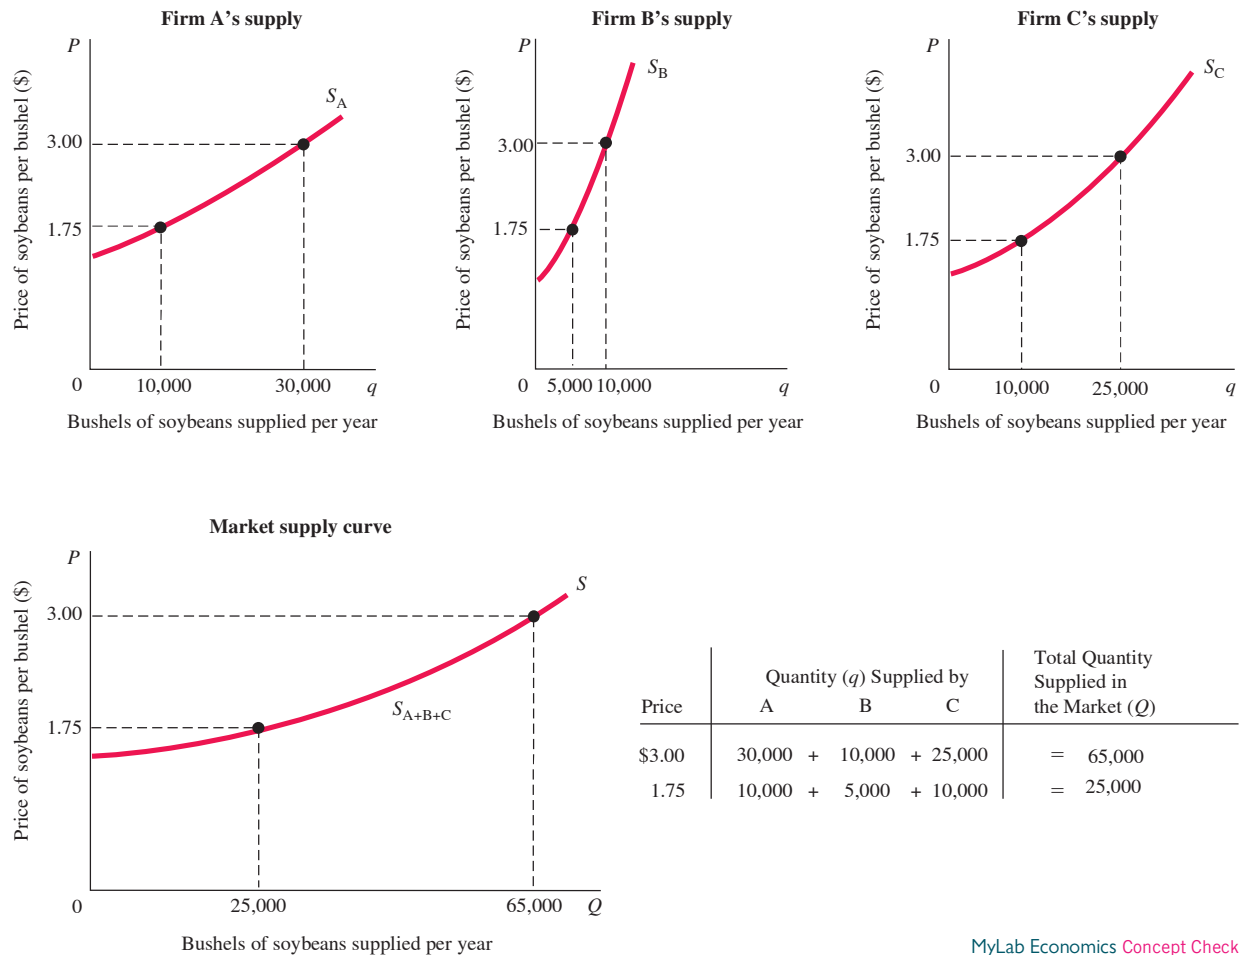 Firm A's supply
P
Price of soybeans per bushel ($)
S_A
3.00
1.75
0
10,000
30,000
q
Bushels of soybeans supplied per year
Firm B's supply
P
Price of soybeans per bushel ($)
S_B
3.00
1.75
0
5,000
10,000
q
Bushels of soybeans supplied per year
Firm C's supply
P
Price of soybeans per bushel ($)
S_C
3.00
1.75
0
10,000
25,000
q
Bushels of soybeans supplied per year
Market supply curve
P
Price of soybeans per bushel ($)
S
3.00
S_A+B+C
1.75
0
25,000
65,000
Q
Bushels of soybeans supplied per year
Quantity (q) Supplied by
Total Quantity
Supplied in
the Market (Q)
Price A B C
$3.00 30,000 + 10,000 + 25,000 = 65,000
1.75 10,000 + 5,000 + 10,000 = 25,000
MyLab Economics Concept Check